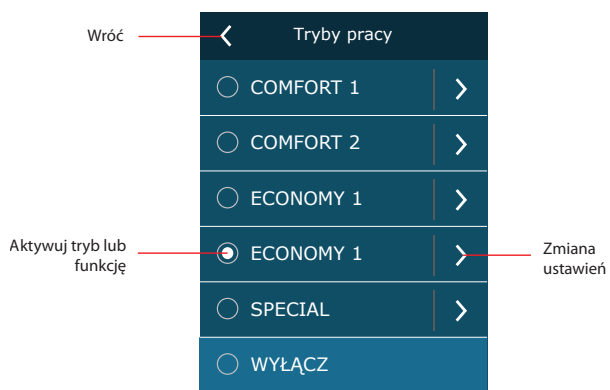 Wróć
Tryby pracy
COMFORT 1
COMFORT 2
ECONOMY 1
Aktywuj tryb lub
funkcję
ECONOMY 1
Zmiana
ustawień
SPECIAL
WYŁĄCZ